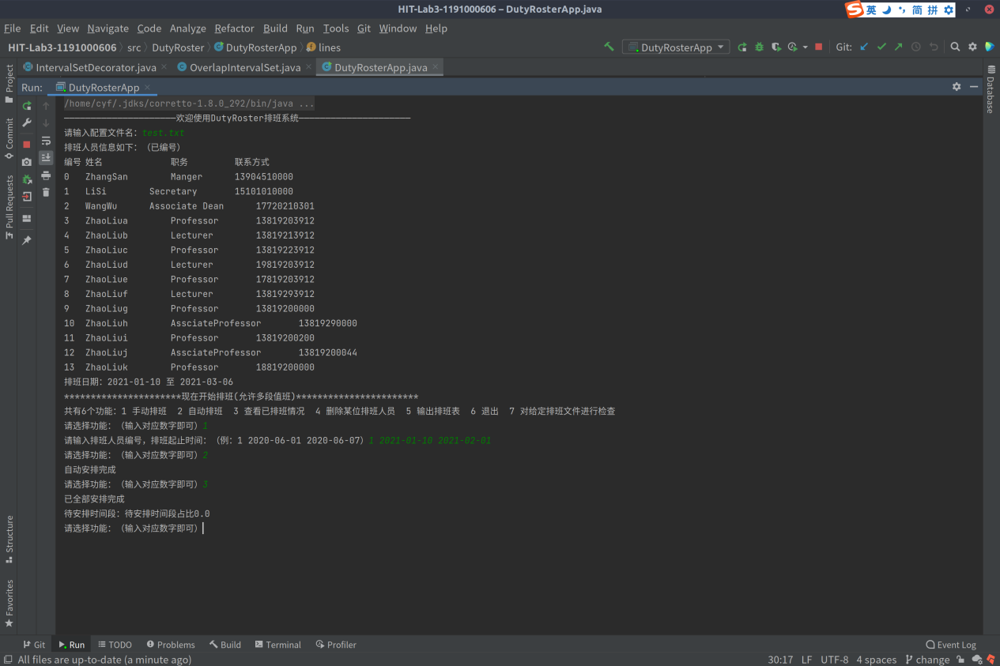 HIT-Lab3-1191000606 – DutyRosterApp.java
英 简 拼
File Edit View Navigate Code Analyze Refactor Build Run Tools Git Window Help
HIT-Lab3-1191000606 src DutyRoster DutyRosterApp lines
DutyRosterApp Git:
IntervalSetDecorator.java OverlapIntervalSet.java DutyRosterApp.java
Run: DutyRosterApp
Project
Commit
Pull Requests
Structure
Favorites
Database
/home/cyf/.jdks/corretto-1.8.0_292/bin/java ...
—————————————————————欢迎使用DutyRoster排班系统—————————————————————
请输入配置文件名：test.txt
排班人员信息如下：（已编号）
编号 姓名 职务 联系方式
0 ZhangSan Manger 13904510000
1 LiSi Secretary 15101010000
2 WangWu Associate Dean 17720210301
3 ZhaoLiua Professor 13819203912
4 ZhaoLiub Lecturer 13819213912
5 ZhaoLiuc Professor 13819223912
6 ZhaoLiud Lecturer 19819203912
7 ZhaoLiue Professor 17819203912
8 ZhaoLiuf Lecturer 13819293912
9 ZhaoLiug Professor 13819200000
10 ZhaoLiuh AssciateProfessor 13819290000
11 ZhaoLiui Professor 13819200200
12 ZhaoLiuj AssciateProfessor 13819200044
13 ZhaoLiuk Professor 18819200000
排班日期：2021-01-10 至 2021-03-06
**********************现在开始排班(允许多段值班)***********************
共有6个功能：1 手动排班 2 自动排班 3 查看已排班情况 4 删除某位排班人员 5 输出排班表 6 退出 7 对给定排班文件进行检查
请选择功能：（输入对应数字即可）1
请输入排班人员编号，排班起止时间：（例：1 2020-06-01 2020-06-07）1 2021-01-10 2021-02-01
请选择功能：（输入对应数字即可）2
自动安排完成
请选择功能：（输入对应数字即可）3
已全部安排完成
待安排时间段：待安排时间段占比0.0
请选择功能：（输入对应数字即可）
Git Run TODO Problems Build Terminal Profiler Event Log
All files are up-to-date (a minute ago) 30:17 LF UTF-8 4 spaces change